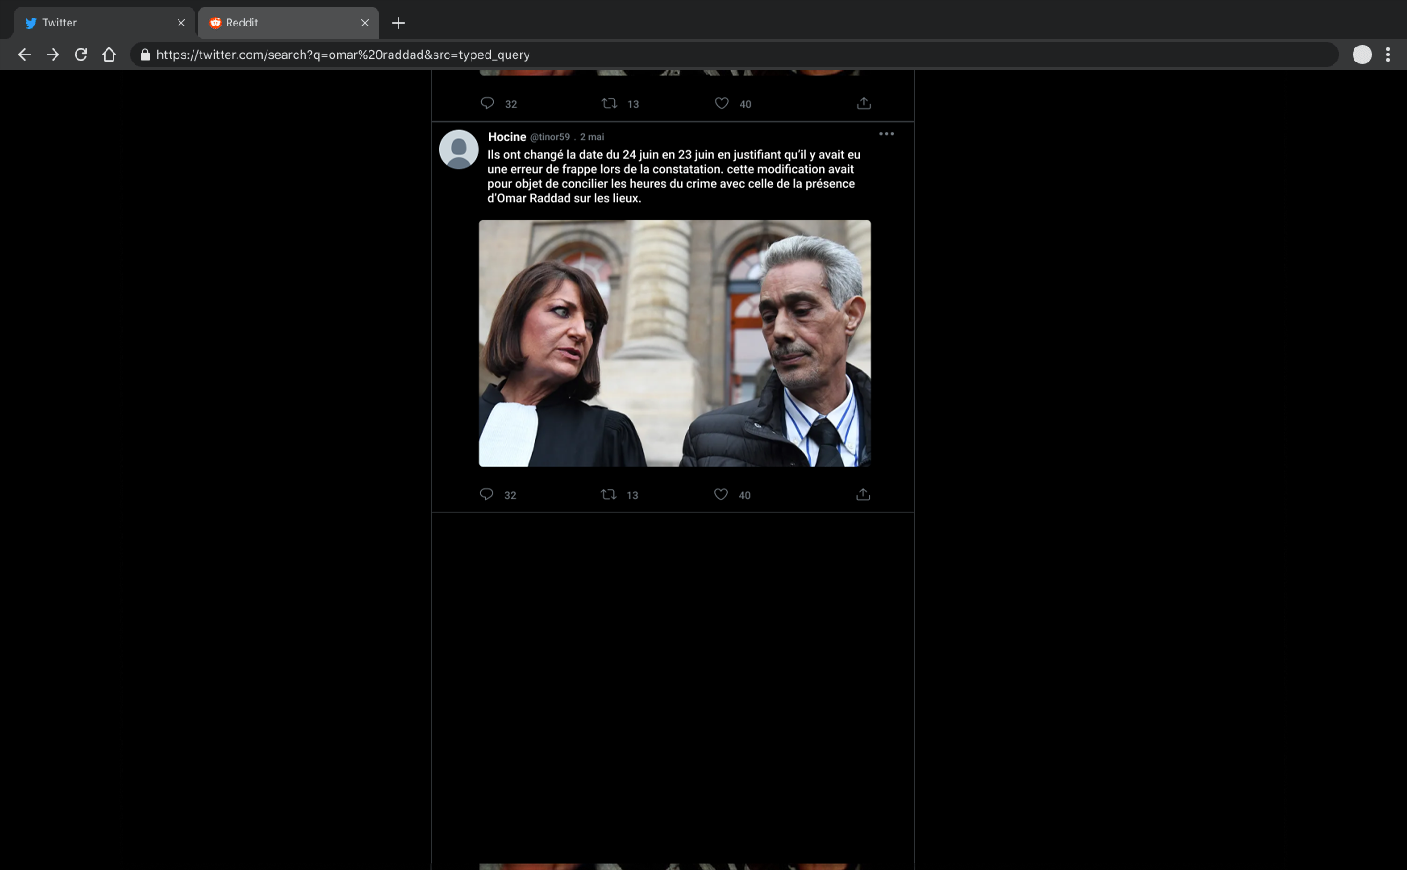 Twitter
Reddit
https://twitter.com/search?q=omar%20raddad&src=typed_query
32 13 40
Hocine @tinor59 . 2 mai
Ils ont changé la date du 24 juin en 23 juin en justifiant qu'il y avait eu
une erreur de frappe lors de la constatation. cette modification avait
pour objet de concilier les heures du crime avec celle de la présence
d'Omar Raddad sur les lieux.
32 13 40